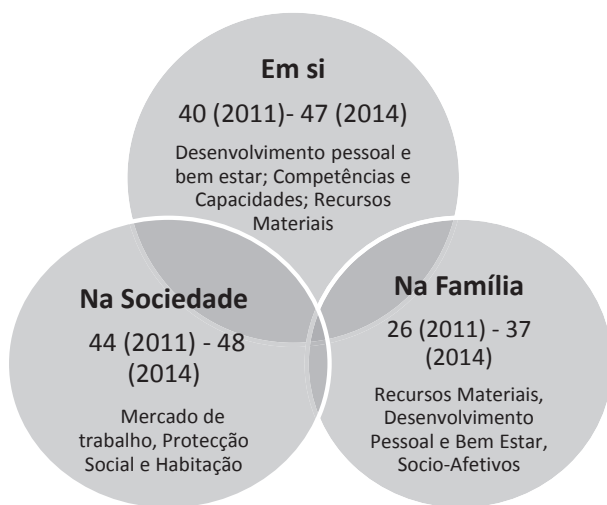 Em si
40 (2011)- 47 (2014)
Desenvolvimento pessoal e
bem estar; Competências e
Capacidades; Recursos
Materiais
Na Sociedade
44 (2011) - 48
(2014)
Mercado de
trabalho, Protecção
Social e Habitação
Na Família
26 (2011) - 37
(2014)
Recursos Materiais,
Desenvolvimento
Pessoal e Bem Estar,
Socio-Afetivos